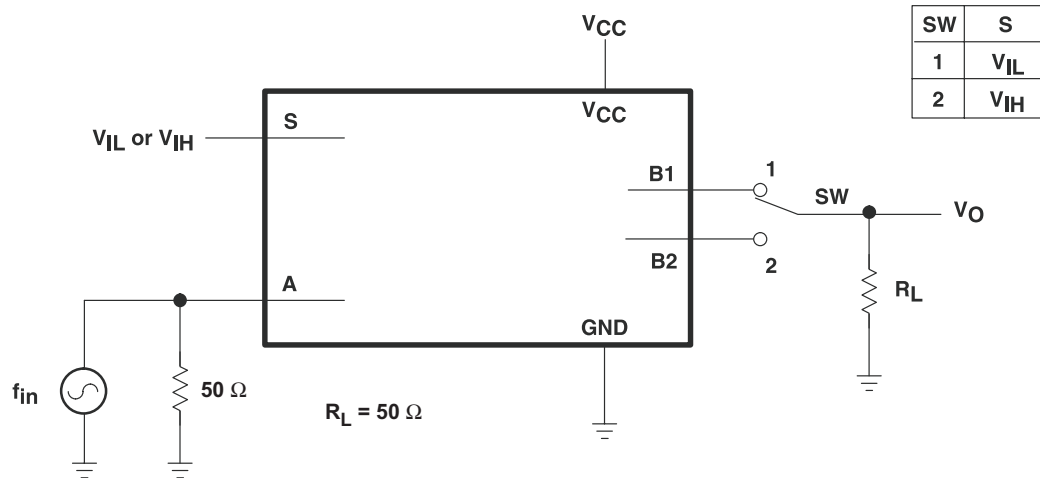 VCC
SW S
1 VIL
2 VIH
VCC
S
VIL or VIH
B1
1
SW
VO
B2
2
A
RL
GND
fin
50 Ω
RL = 50 Ω